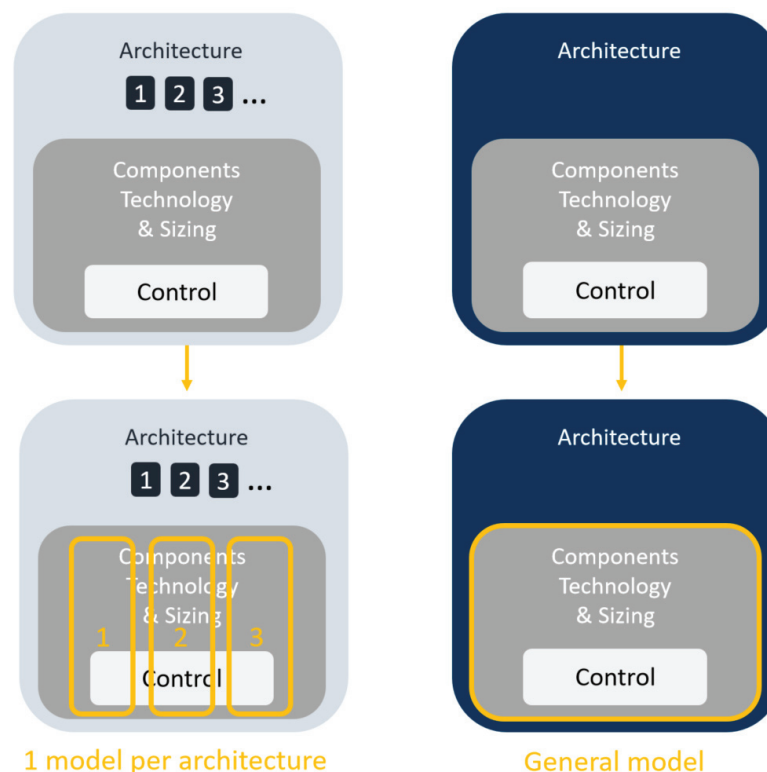 Architecture
1 2 3 ...
Components
Technology
& Sizing
Control
Architecture
Components
Technology
& Sizing
Control
Architecture
1 2 3 ...
Components
Technology
& Sizing
1 2 3
Control
1 model per architecture
Architecture
Components
Technology
& Sizing
Control
General model